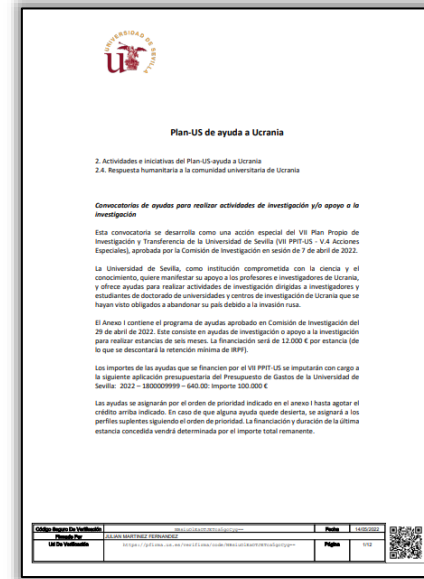 UNIVERSIDAD DE SEVILLA
Plan-US de ayuda a Ucrania
2. Actividades e iniciativas del Plan-US-ayuda a Ucrania
2.4. Respuesta humanitaria a la comunidad universitaria de Ucrania
Convocatorias de ayudas para realizar actividades de investigación y/o apoyo a la
investigación
Esta convocatoria se desarrolla como una acción especial del VII Plan Propio de
Investigación y Transferencia de la Universidad de Sevilla (VII PPIT-US - V.4 Acciones
Especiales), aprobada por la Comisión de Investigación en sesión de 7 de abril de 2022.
La Universidad de Sevilla, como institución comprometida con la ciencia y el
conocimiento, quiere manifestar su apoyo a los profesores e investigadores de Ucrania,
y ofrece ayudas para realizar actividades de investigación dirigidas a investigadores y
estudiantes de doctorado de universidades y centros de investigación de Ucrania que se
hayan visto obligados a abandonar su país debido a la invasión rusa.
El Anexo I contiene el programa de ayudas aprobado en Comisión de Investigación del
29 de abril de 2022. Este consiste en ayudas de investigación o apoyo a la investigación
para realizar estancias de seis meses. La financiación será de 12.000 € por estancia (de
lo que se descontará la retención mínima de IRPF).
Los importes de las ayudas que se financien por el VII PPIT-US se imputarán con cargo a
la siguiente aplicación presupuestaria del Presupuesto de Gastos de la Universidad de
Sevilla: 2022 – 1800009999 – 640.00: Importe 100.000 €
Las ayudas se asignarán por el orden de prioridad indicado en el anexo I hasta agotar el
crédito arriba indicado. En caso de que alguna ayuda quede desierta, se asignará a los
perfiles suplentes siguiendo el orden de prioridad. La financiación y duración de la última
estancia concedida vendrá determinada por el importe total remanente.
Código Seguro De Verificación Fecha 14/05/2022
Firmado Por JULIAN MARTINEZ FERNANDEZ
Url De Verificación Página 1/12